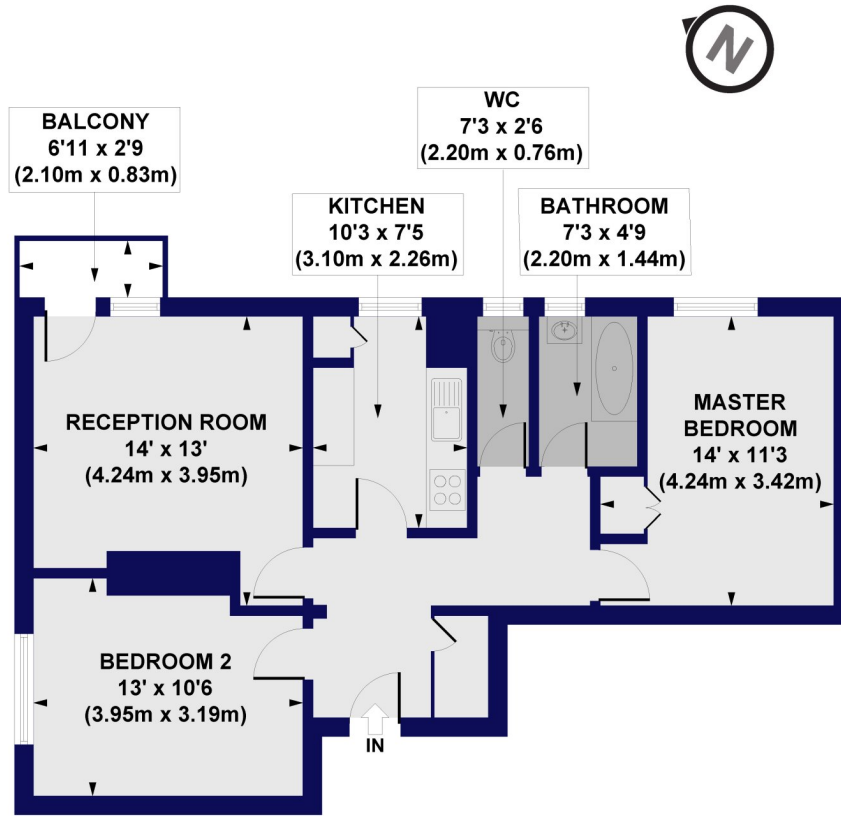 N
WC
7'3 x 2'6
(2.20m x 0.76m)
BALCONY
6'11 x 2'9
(2.10m x 0.83m)
KITCHEN
10'3 x 7'5
(3.10m x 2.26m)
BATHROOM
7'3 x 4'9
(2.20m x 1.44m)
RECEPTION ROOM
14' x 13'
(4.24m x 3.95m)
MASTER
BEDROOM
14' x 11'3
(4.24m x 3.42m)
BEDROOM 2
13' x 10'6
(3.95m x 3.19m)
IN